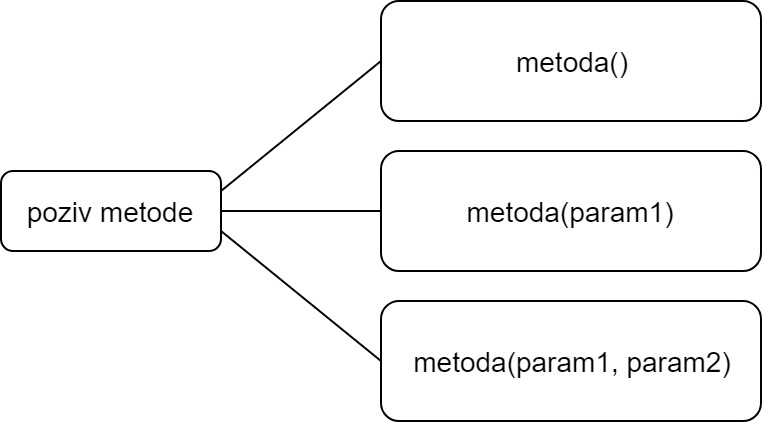 metoda()
poziv metode
metoda(param1)
metoda(param1, param2)